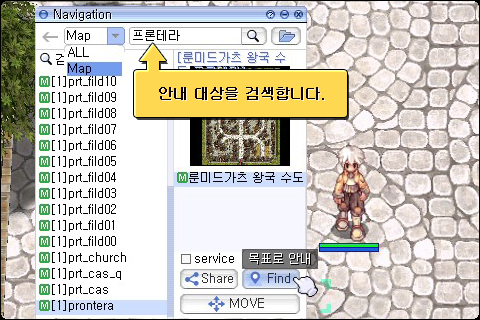 Navigation
Map
프론테라
ALL
Map
[룬미드가츠 왕국 수
안내 대상을 검색합니다.
M[1]prt_fild10
M[1]prt_fild09
M[1]prt_fild08
M[1]prt_fild07
M[1]prt_fild06
M[1]prt_fild05
M[1]prt_fild04
M[1]prt_fild03
M[1]prt_fild02
M[1]prt_fild01
M[1]prt_fild00
M[1]prt_church
M[1]prt_cas_q
M[1]prt_cas
M[1]prontera
M룬미드가츠 왕국 수도
service
목표로 안내
Share
Find
MOVE